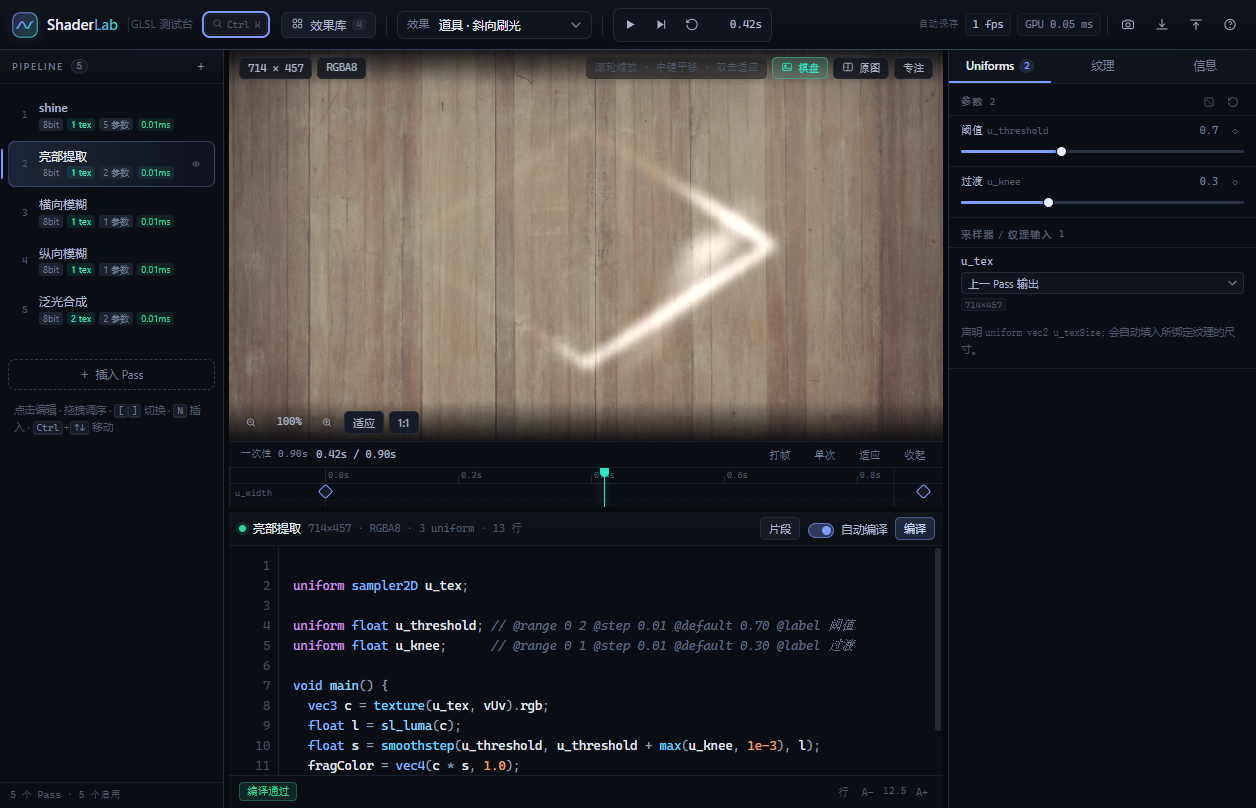 ShaderLab GLSL 测试台 Ctrl K 效果库 4 效果 道具 · 斜向刷光 0.42s 自动保存 1 fps GPU 0.05 ms
PIPELINE 5 +
1 shine
8bit 1 tex 5 参数 0.01ms
2 亮部提取
8bit 1 tex 2 参数 0.01ms
3 横向模糊
8bit 1 tex 1 参数 0.01ms
4 纵向模糊
8bit 1 tex 1 参数 0.01ms
5 泛光合成
8bit 2 tex 2 参数 0.01ms
+ 插入 Pass
点击编辑 · 拖拽调序 · [ ] 切换 · N 插
入 · Ctrl+↑↓ 移动
5 个 Pass · 5 个启用
714 × 457 RGBA8 滚轮缩放 · 中键平移 · 双击适应 棋盘 原图 专注
100% 适应 1:1
一次性 0.90s 0.42s / 0.90s 打帧 单次 适应 收起
0.0s 0.2s 0.6s 0.8s
u_width
亮部提取 714×457 · RGBA8 · 3 uniform · 13 行 片段 自动编译 编译
1
2 uniform sampler2D u_tex;
3
4 uniform float u_threshold; // @range 0 2 @step 0.01 @default 0.70 @label 阈值
5 uniform float u_knee; // @range 0 1 @step 0.01 @default 0.30 @label 过渡
6
7 void main() {
8 vec3 c = texture(u_tex, vUv).rgb;
9 float l = sl_luma(c);
10 float s = smoothstep(u_threshold, u_threshold + max(u_knee, 1e-3), l);
11 fragColor = vec4(c * s, 1.0);
编译通过 行 A− 12.5 A+
Uniforms 2 纹理 信息
参数 2
阈值 u_threshold 0.7
过渡 u_knee 0.3
采样器 / 纹理输入 1
u_tex
上一 Pass 输出
714×457
声明 uniform vec2 u_texSize; 会自动填入所绑定纹理的尺
寸。